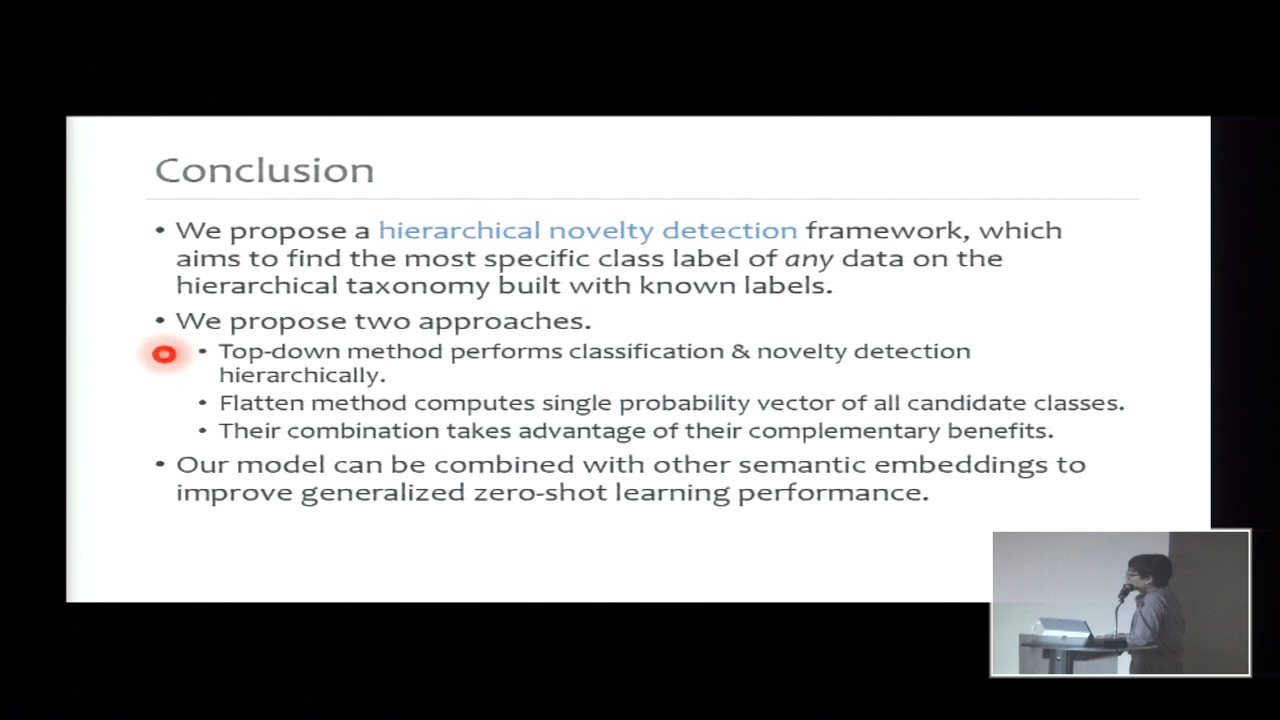 Conclusion
• We propose a hierarchical novelty detection framework, which
aims to find the most specific class label of any data on the
hierarchical taxonomy built with known labels.
• We propose two approaches.
• Top-down method performs classification & novelty detection
hierarchically.
• Flatten method computes single probability vector of all candidate classes.
• Their combination takes advantage of their complementary benefits.
• Our model can be combined with other semantic embeddings to
improve generalized zero-shot learning performance.